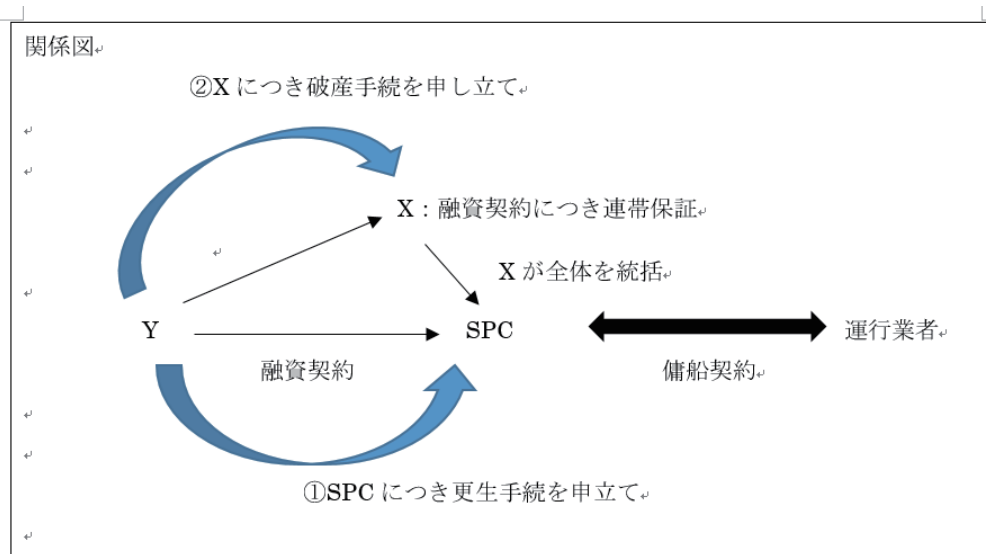 関係図
②X につき破産手続を申し立て
X：融資契約につき連帯保証
X が全体を統括
Y
SPC
運行業者
融資契約
傭船契約
①SPC につき更生手続を申立て